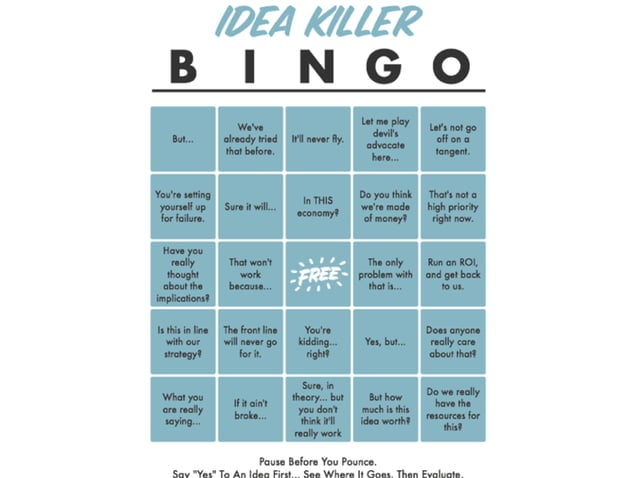 IDEA KILLER
B I N G O
But...
We've
already tried
that before.
It'll never fly.
Let me play
devil's
advocate
here...
Let's not go
off on a
tangent.
You're setting
yourself up
for failure.
Sure it will...
In THIS
economy?
Do you think
we're made
of money?
That's not a
high priority
right now.
Have you
really
thought
about the
implications?
That won't
work
because...
FREE
The only
problem with
that is...
Run an ROI,
and get back
to us.
Is this in line
with our
strategy?
The front line
will never go
for it.
You're
kidding...
right?
Yes, but...
Does anyone
really care
about that?
What you
are really
saying...
If it ain't
broke...
Sure, in
theory... but
you don't
think it'll
really work
But how
much is this
idea worth?
Do we really
have the
resources for
this?
Pause Before You Pounce.
Say "Yes" To An Idea First... See Where It Goes. Then Evaluate.